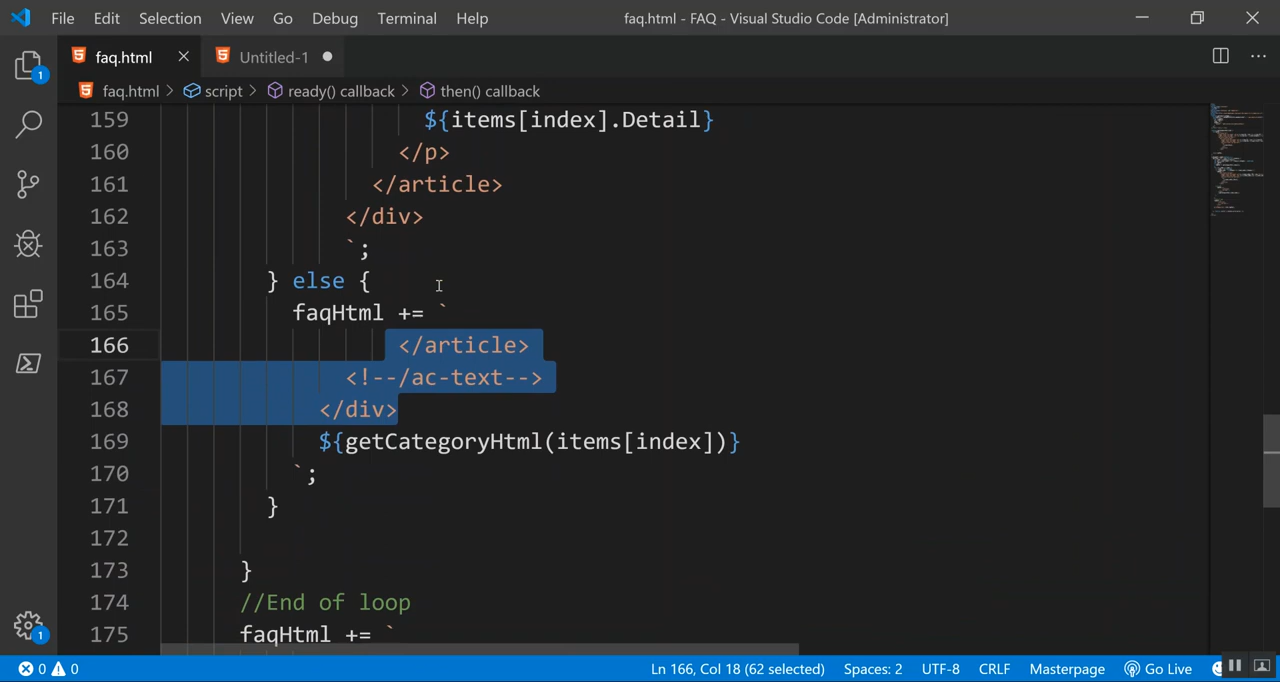 File Edit Selection View Go Debug Terminal Help faq.html - FAQ - Visual Studio Code [Administrator]
1 faq.html Untitled-1
faq.html > script > ready() callback > then() callback
159 ${items[index].Detail}
160 </p>
161 </article>
162 </div>
163 `;
164 } else {
165 faqHtml += `
166 </article>
167 <!--/ac-text-->
168 </div>
169 ${getCategoryHtml(items[index])}
170 `;
171 }
172
173 }
174 //End of loop
175 faqHtml += `
1
0 0 Ln 166, Col 18 (62 selected) Spaces: 2 UTF-8 CRLF Marterpage Go Live